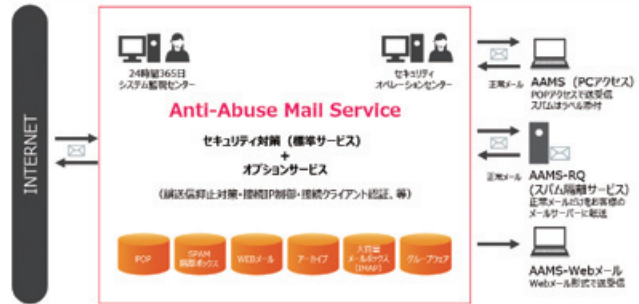 INTERNET
24時間365日
システム監視センター
セキュリティ
オペレーションセンター
Anti-Abuse Mail Service
セキュリティ対策（標準サービス）
+
オプションサービス
（誤送信抑止対策・接続IP制御・接続クライアント認証、等）
POP
SPAM
隔離ボックス
WEBメール
アーカイブ
大容量
メールボックス
(IMAP)
グループウェア
正常メール
AAMS（PCアクセス）
POPアクセスで送受信
スパムはラベル添付
正常メール
AAMS-RQ
(スパム隔離サービス)
正常メールだけをお客様の
メールサーバーに転送
AAMS-Webメール
Webメール形式で送受信